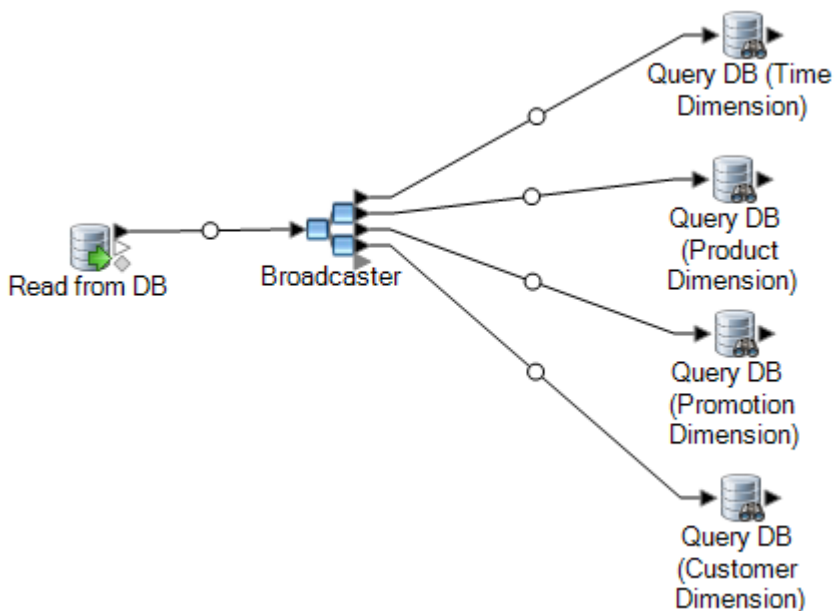 Query DB (Time
Dimension)
Query DB
(Product
Dimension)
Read from DB
Broadcaster
Query DB
(Promotion
Dimension)
Query DB
(Customer
Dimension)